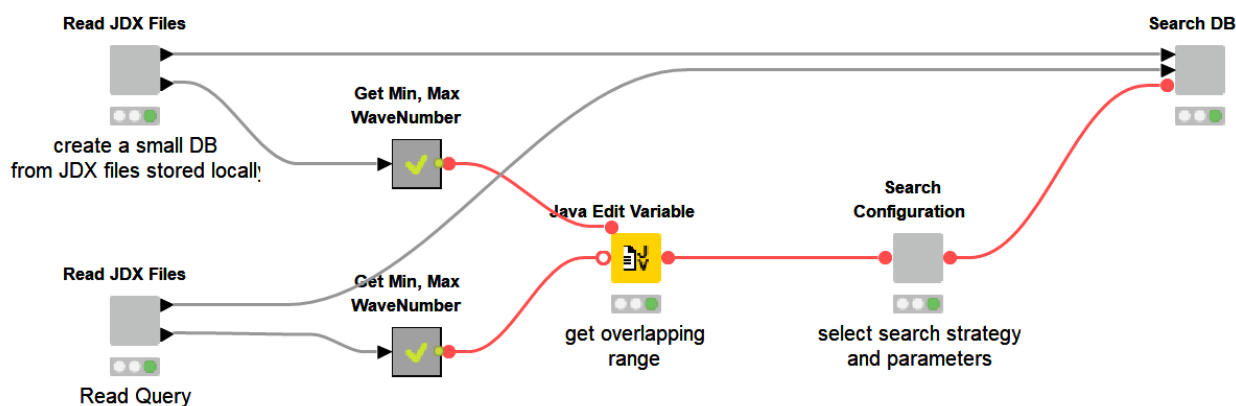 Read JDX Files
create a small DB
from JDX files stored locally
Get Min, Max
WaveNumber
Search DB
Java Edit Variable
J
V
get overlapping
range
Search
Configuration
select search strategy
and parameters
Read JDX Files
Read Query
Get Min, Max
WaveNumber